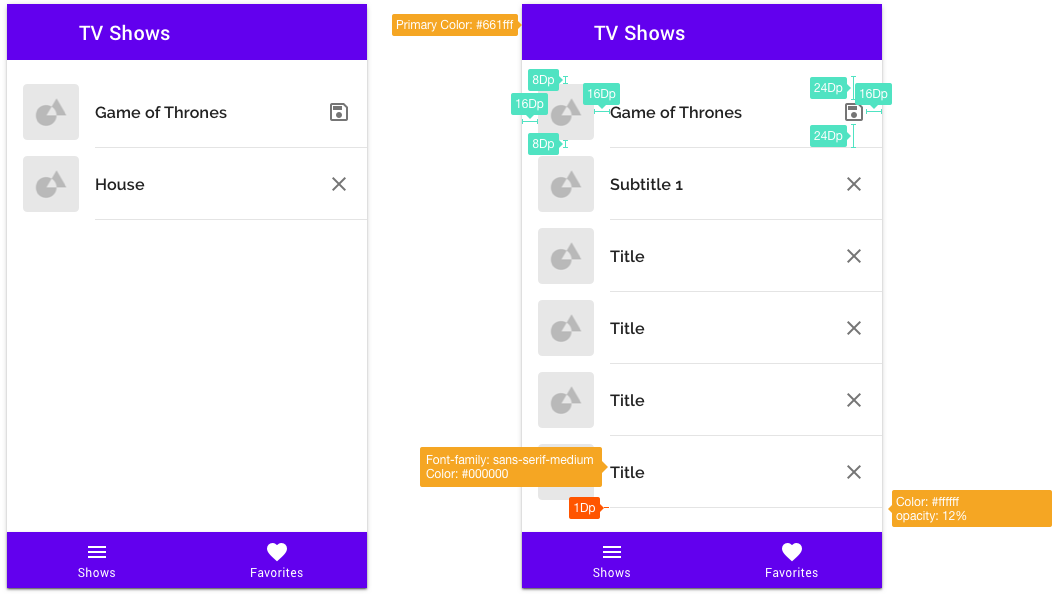 TV Shows
Game of Thrones
House
Shows
Favorites
Primary Color: #661fff
TV Shows
8Dp
24Dp
16Dp
16Dp
16Dp
Game of Thrones
24Dp
8Dp
Subtitle 1
Title
Title
Title
Font-family: sans-serif-medium
Color: #000000
Title
Color: #ffffff
opacity: 12%
1Dp
Shows
Favorites